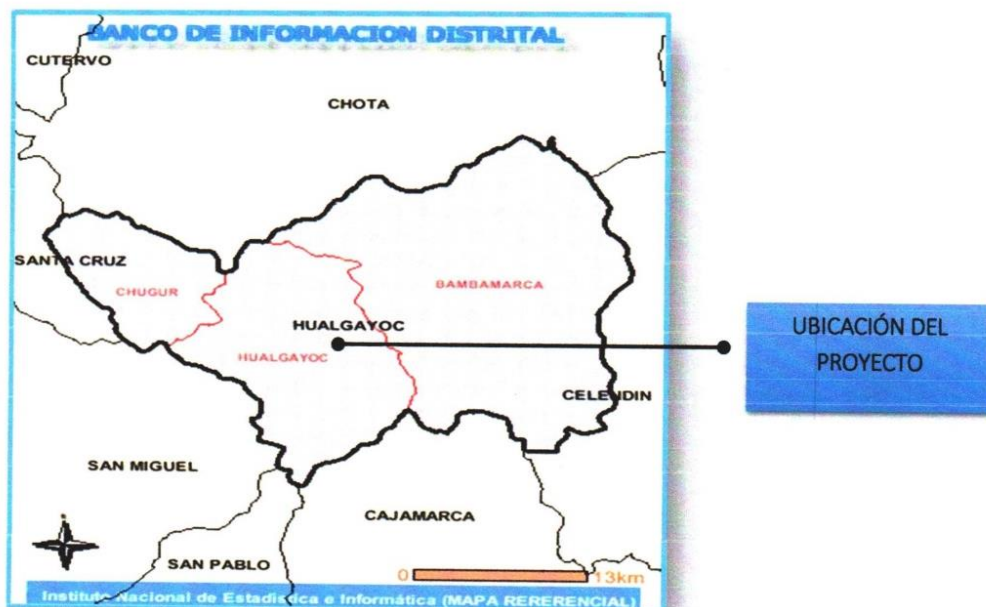 BANCO DE INFORMACION DISTRITAL
CUTERVO
CHOTA
SANTA CRUZ
CHUGUR
BAMBAMARCA
HUALGAYOC
HUALGAYOC
UBICACIÓN DEL
PROYECTO
CELENDIN
SAN MIGUEL
CAJAMARCA
SAN PABLO
0 13km
Instituto Nacional de Estadistica e Informática (MAPA RERERENCIAL)